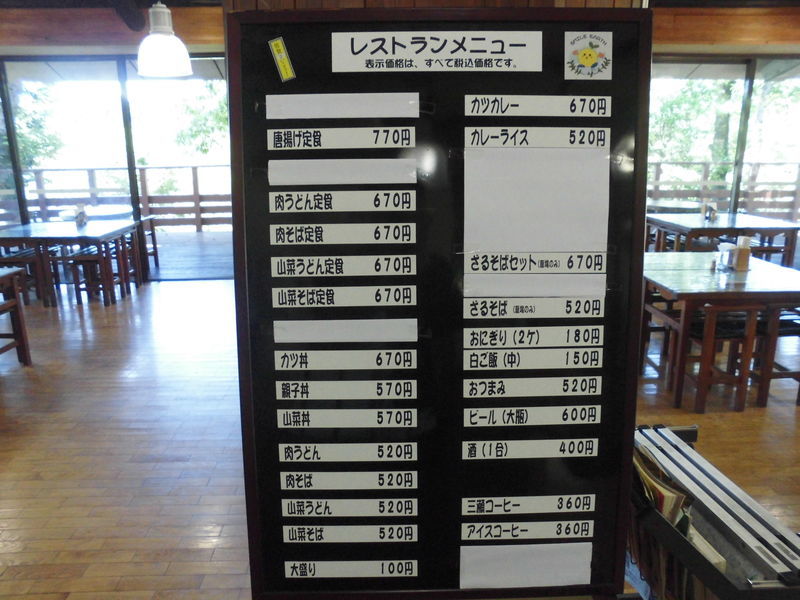 レストランメニュー
表示価格は、すべて税込価格です。
SMILE EARTH
唐揚げ定食 770円
肉うどん定食 670円
肉そば定食 670円
山菜うどん定食 670円
山菜そば定食 670円
カツ丼 670円
親子丼 570円
山菜丼 570円
肉うどん 520円
肉そば 520円
山菜うどん 520円
山菜そば 520円
大盛り 100円
カツカレー 670円
カレーライス 520円
ざるそばセット 670円
ざるそば 520円
おにぎり(2ケ) 180円
白ご飯(中) 150円
おつまみ 520円
ビール(大瓶) 600円
酒(1合) 400円
三瀬コーヒー 360円
アイスコーヒー 360円